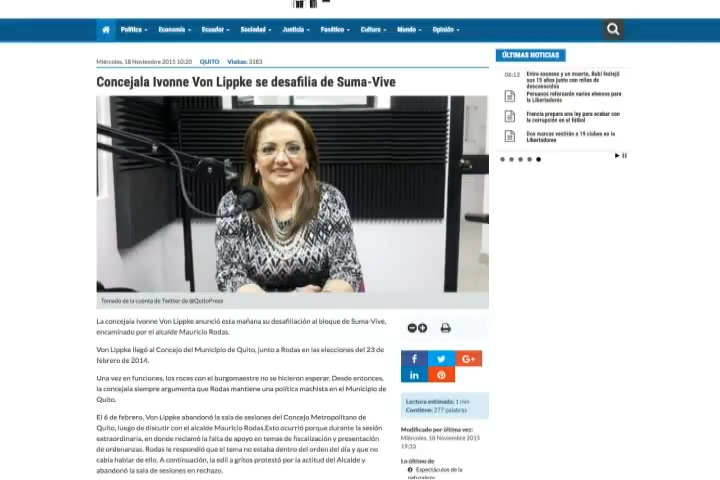 Política Economía Ecuador Sociedad Justicia Fanático Cultura Mundo Opinión
Miércoles, 18 Noviembre 2015 10:20 QUITO Visitas: 3183
Concejala Ivonne Von Lippke se desafilia de Suma-Vive
Tomado de la cuenta de Twitter de @QuitoPress
La concejala Ivonne Von Lippke anunció esta mañana su desafiliación al bloque de Suma-Vive,
encaminado por el alcalde Mauricio Rodas.
Von Lippke llegó al Concejo del Municipio de Quito, junto a Rodas en las elecciones del 23 de
febrero de 2014.
Una vez en funciones, los roces con el burgomaestre no se hicieron esperar. Desde entonces,
la concejala siempre argumenta que Rodas mantiene una política machista en el Municipio de
Quito.
El 6 de febrero, Von Lippke abandonó la sala de sesiones del Concejo Metropolitano de
Quito, luego de discutir con el alcalde Mauricio Rodas.Esto ocurrió porque durante la sesión
extraordinaria, en donde reclamó la falta de apoyo en temas de fiscalización y presentación
de ordenanzas. Rodas le respondió que el tema no estaba dentro del orden del día y que no
cabía hablar de ello. A continuación, la edil a gritos protestó por la actitud del Alcalde y
abandonó la sala de sesiones en rechazo.
f G+
in
Lectura estimada: 1 min
Contiene: 277 palabras
Modificado por última vez:
Miércoles, 18 Noviembre 2015
19:33
Lo último de
Espectáculos de la
naturaleza
ÚLTIMAS NOTICIAS
06:12 Entre excesos y un muerto, Rubí festejó
sus 15 años junto con miles de
desconocidos
Peruanos reforzarán varios elencos para
la Libertadores
Francia prepara una ley para acabar con
la corrupción en el fútbol
Dos marcas vestirán a 19 clubes en la
Libertadores